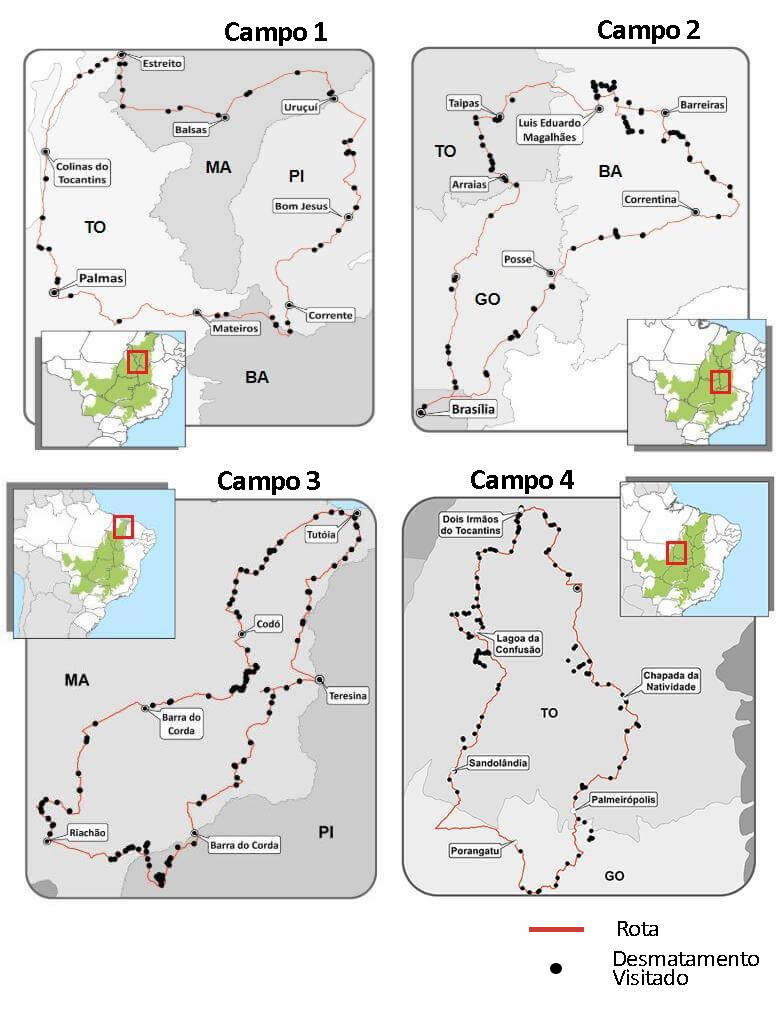 Campo 1
Estreito
Uruçuí
Balsas
MA
PI
Colinas do
Tocantins
Bom Jesus
TO
Palmas
Corrente
Mateiros
BA
Campo 2
Taipas
Luis Eduardo
Magalhães
Barreiras
TO
BA
Arraias
Correntina
Posse
GO
Brasília
Campo 3
Tutóia
Codó
MA
Teresina
Barra do
Corda
Riachão
PI
Barra do Corda
Campo 4
Dois Irmãos
do Tocantins
Lagoa da
Confusão
Chapada da
Natividade
TO
Sandolândia
Palmeirópolis
Porangatu
GO
Rota
Desmatamento
Visitado